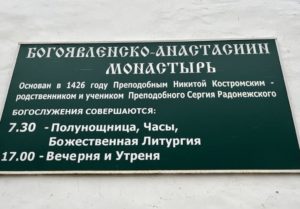 БОГОЯВЛЕНСКО-АНАСТАСИИН
МОНАСТЫРЬ
Основан в 1426 году Преподобным Никитой Костромским -
родственником и учеником Преподобного Сергия Радонежского
БОГОСЛУЖЕНИЯ СОВЕРШАЮТСЯ:
7.30 - Полунощница, Часы,
Божественная Литургия
17.00 - Вечерня и Утреня